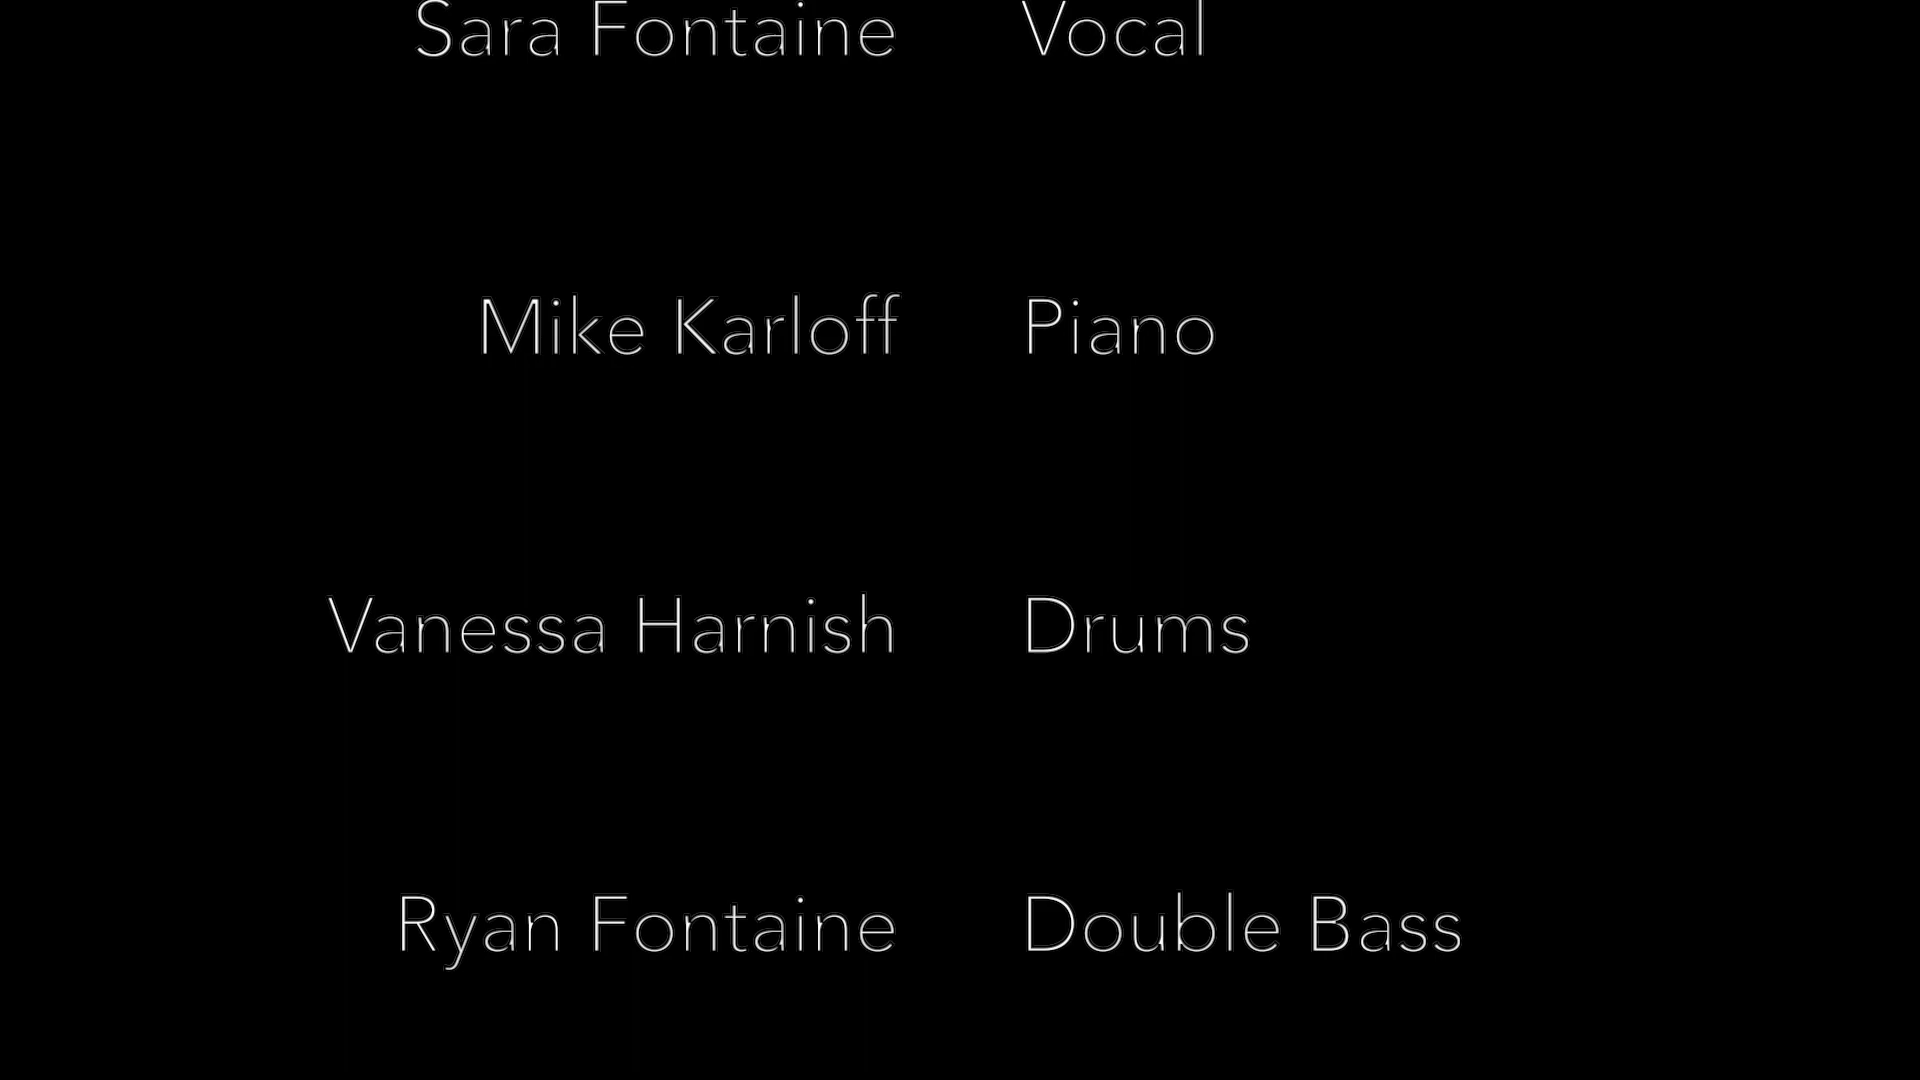 Sara Fontaine Vocal
Mike Karloff Piano
Vanessa Harnish Drums
Ryan Fontaine Double Bass